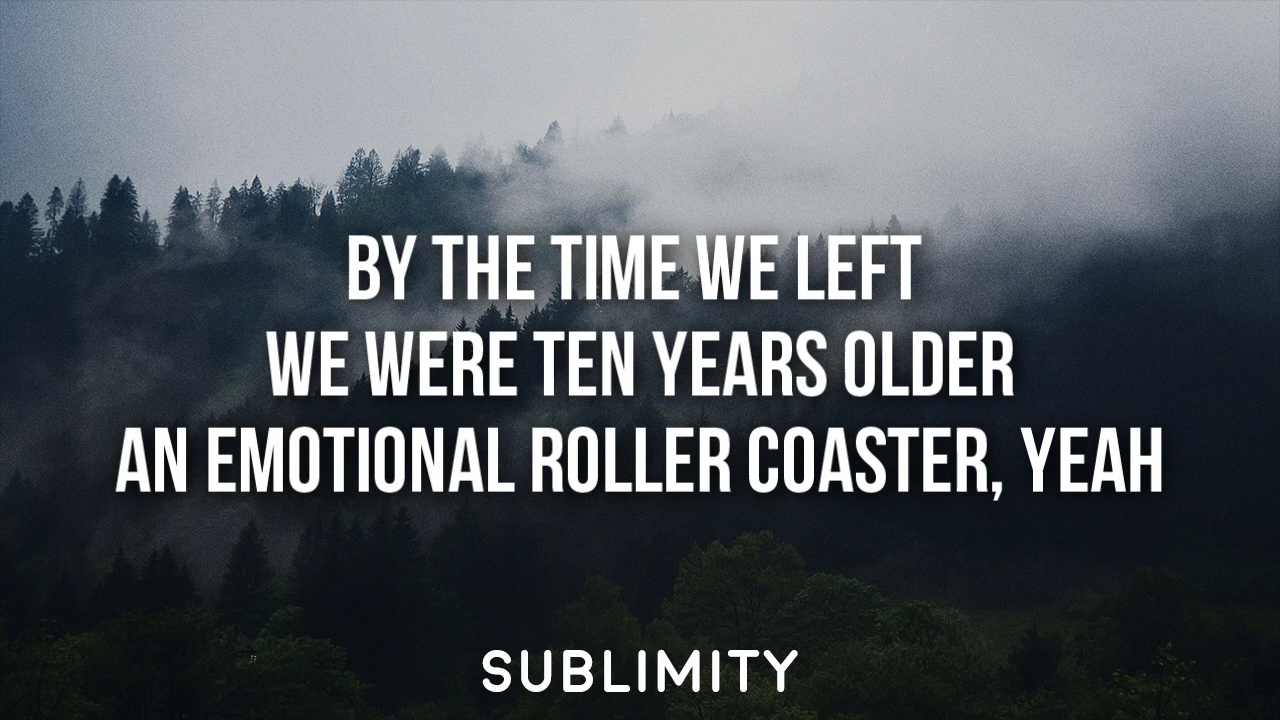 BY THE TIME WE LEFT
WE WERE TEN YEARS OLDER
AN EMOTIONAL ROLLER COASTER, YEAH
SUBLIMITY